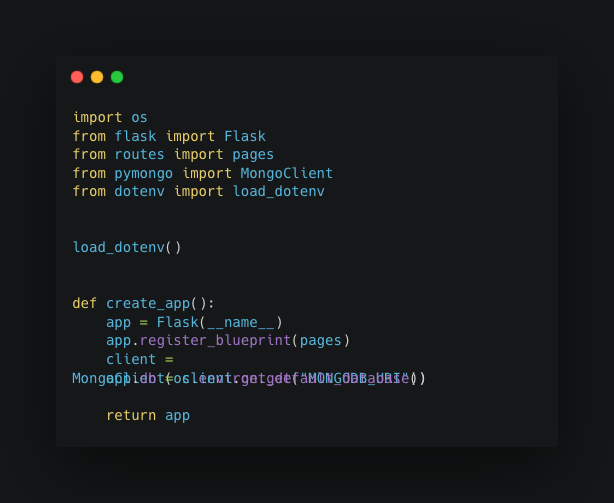 import os
from flask import Flask
from routes import pages
from pymongo import MongoClient
from dotenv import load_dotenv
load_dotenv()
def create_app():
    app = Flask(__name__)
    app.register_blueprint(pages)
    client =
MongoClient(os.environ.get("MONGODB_URI"))
    app.db = client.get_default_database()
    return app